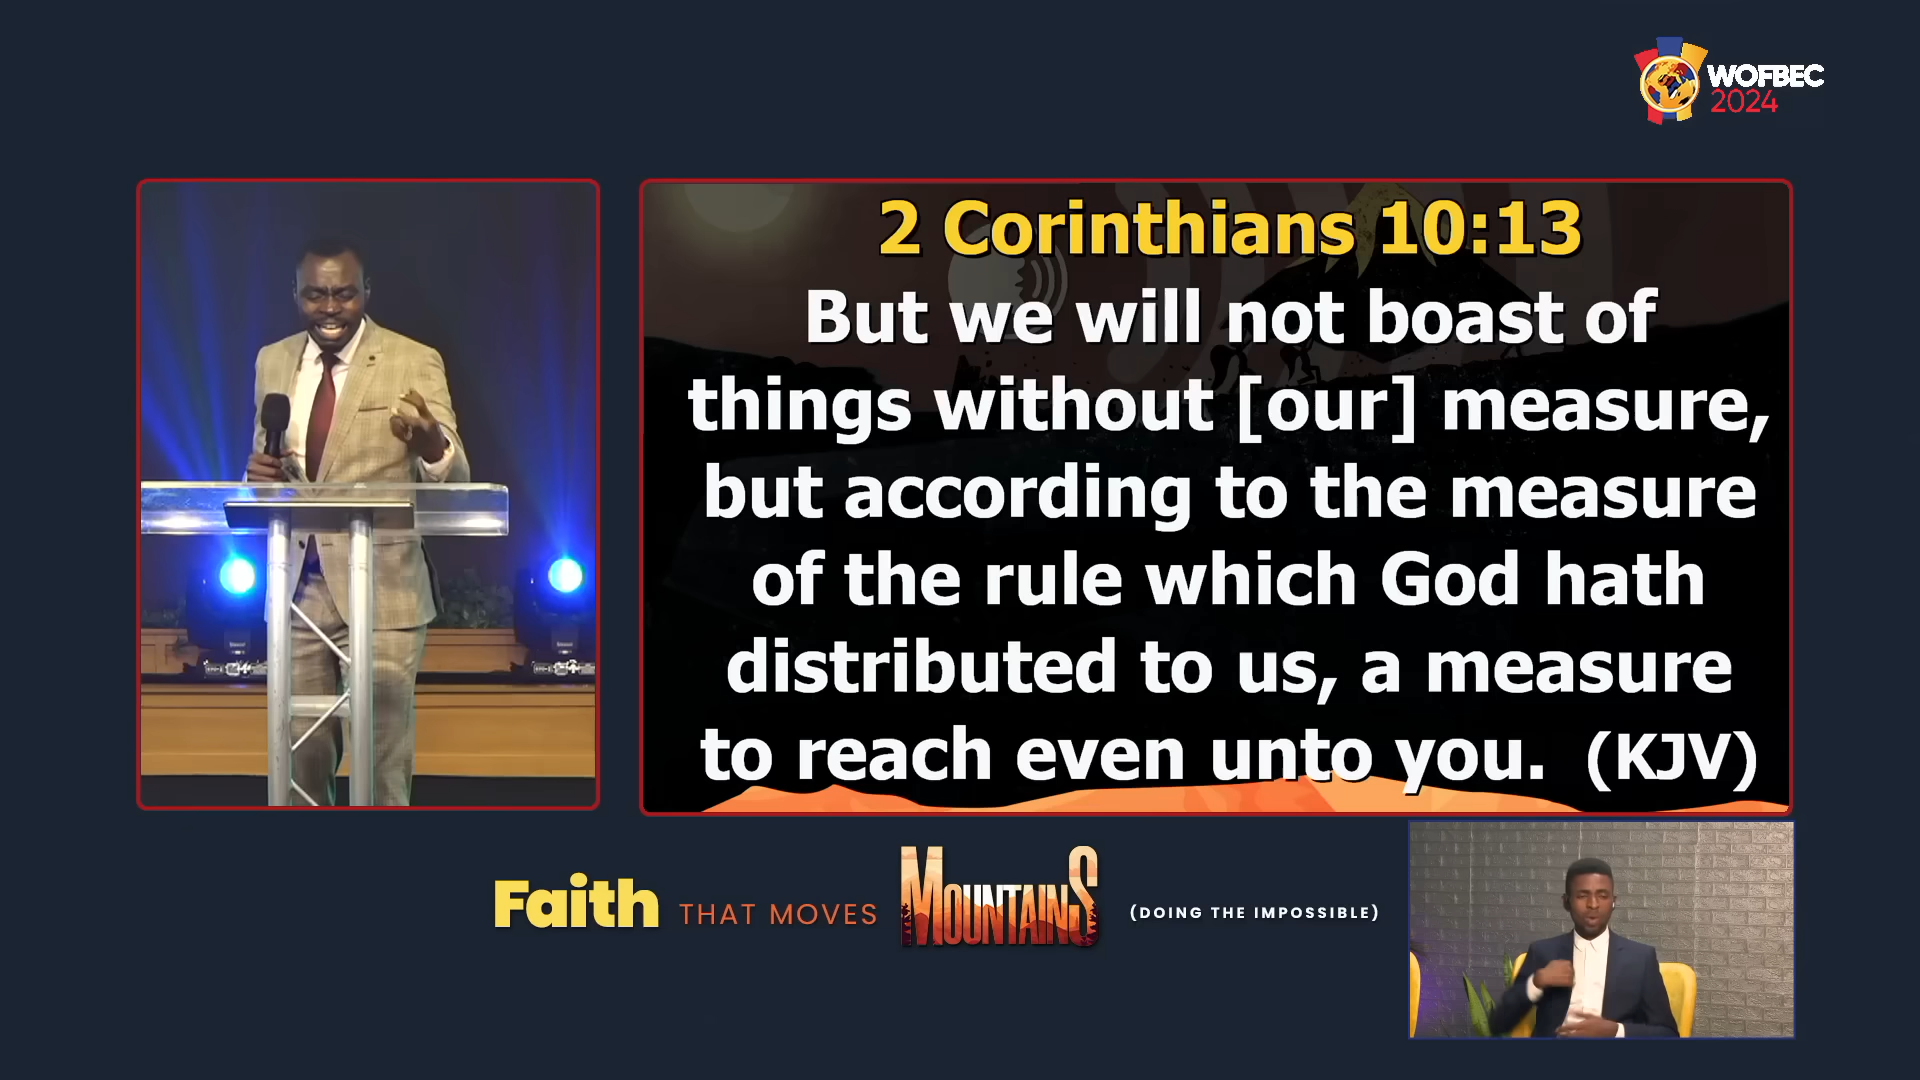 WOFBEC
2024
2 Corinthians 10:13
But we will not boast of
things without [our] measure,
but according to the measure
of the rule which God hath
distributed to us, a measure
to reach even unto you. (KJV)
Faith THAT MOVES MOUNTAINS (DOING THE IMPOSSIBLE)